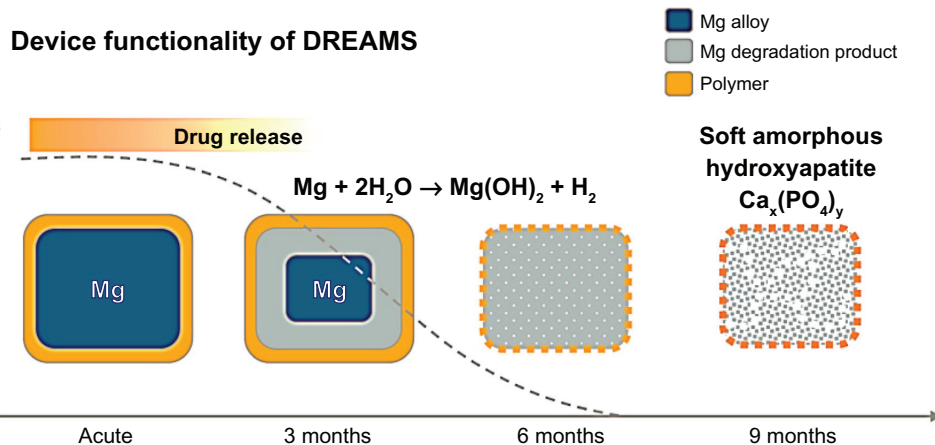 Device functionality of DREAMS
Mg alloy
Mg degradation product
Polymer
Drug release
Soft amorphous
hydroxyapatite
Caₓ(PO₄)ᵧ
Mg + 2H₂O → Mg(OH)₂ + H₂
Mg
Mg
Acute
3 months
6 months
9 months